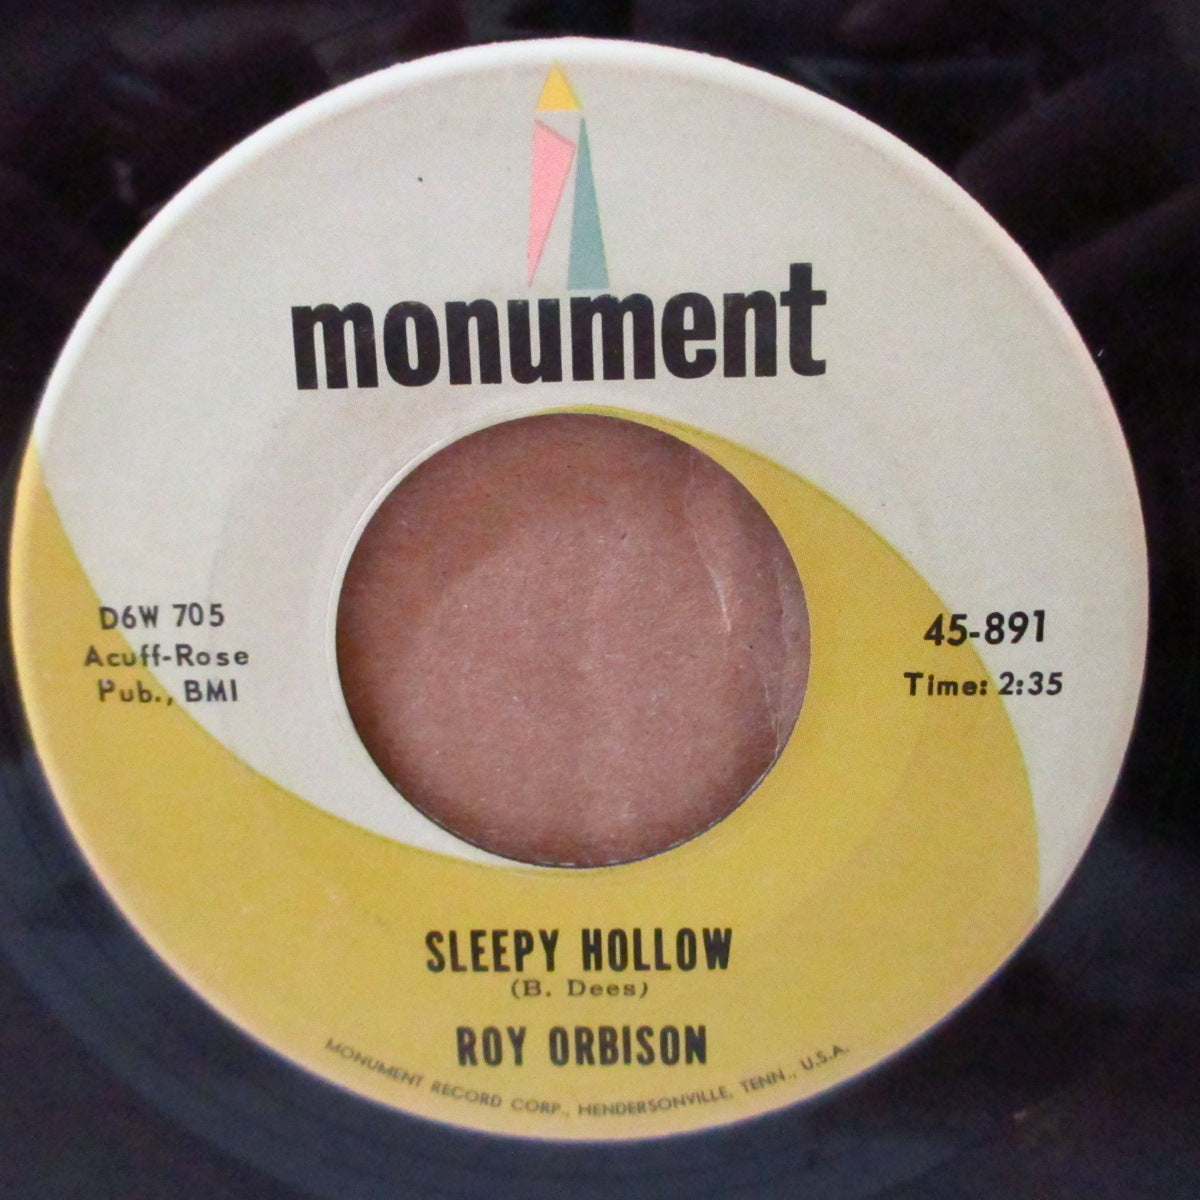 monument
D6W 705
Acuff-Rose
Pub., BMI
45-891
Time: 2:35
SLEEPY HOLLOW
(B. Dees)
ROY ORBISON
MONUMENT RECORD CORP., HENDERSONVILLE, TENN., U.S.A.